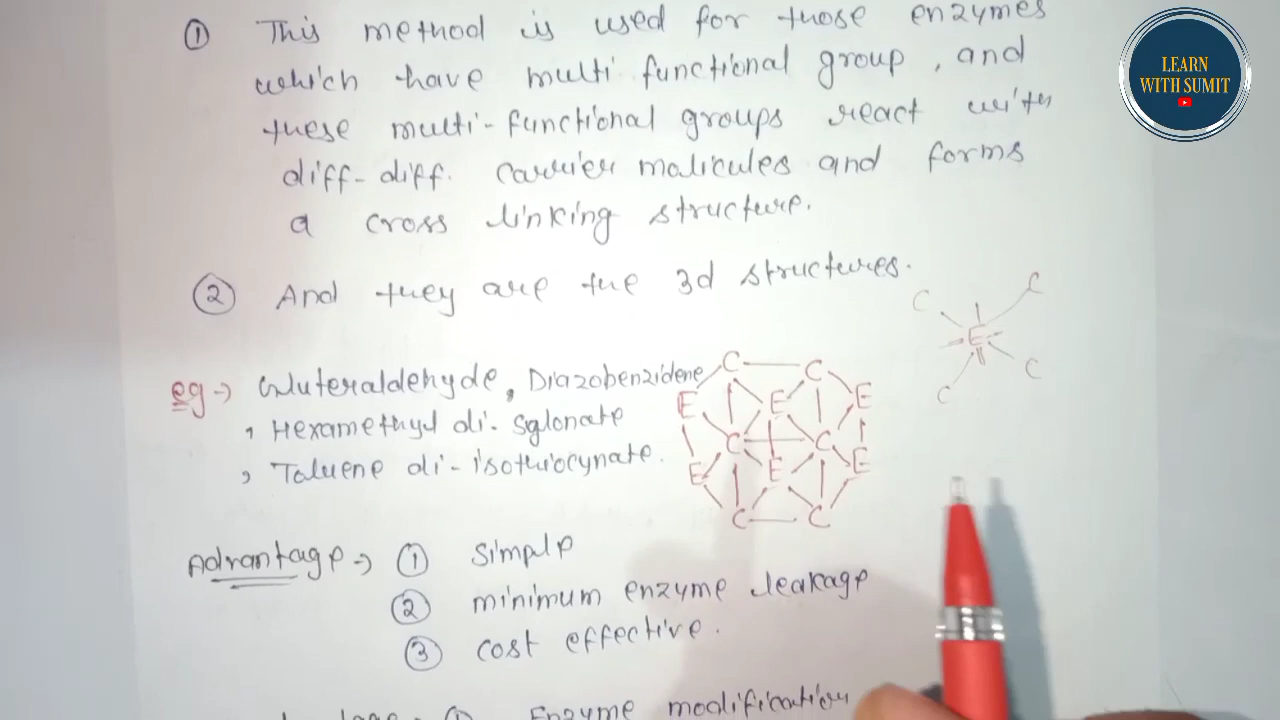 ① This method is used for those enzymes
which have multi functional group, and
these multi-functional groups react with
diff-diff. carrier malicules and forms
a cross linking structure.
② And they are the 3d structures.
eg → Gluteraldehyde, Diazobenzidene
, Hexamethyl di-
, Toluene di-isothiocynate.
C C
E
C C
C C
E E E
C C
E E E
C C
Advantage → ① Simple
② minimum enzyme leakage
③ cost effective.
① Enzyme modification
LEARN
WITH SUMIT